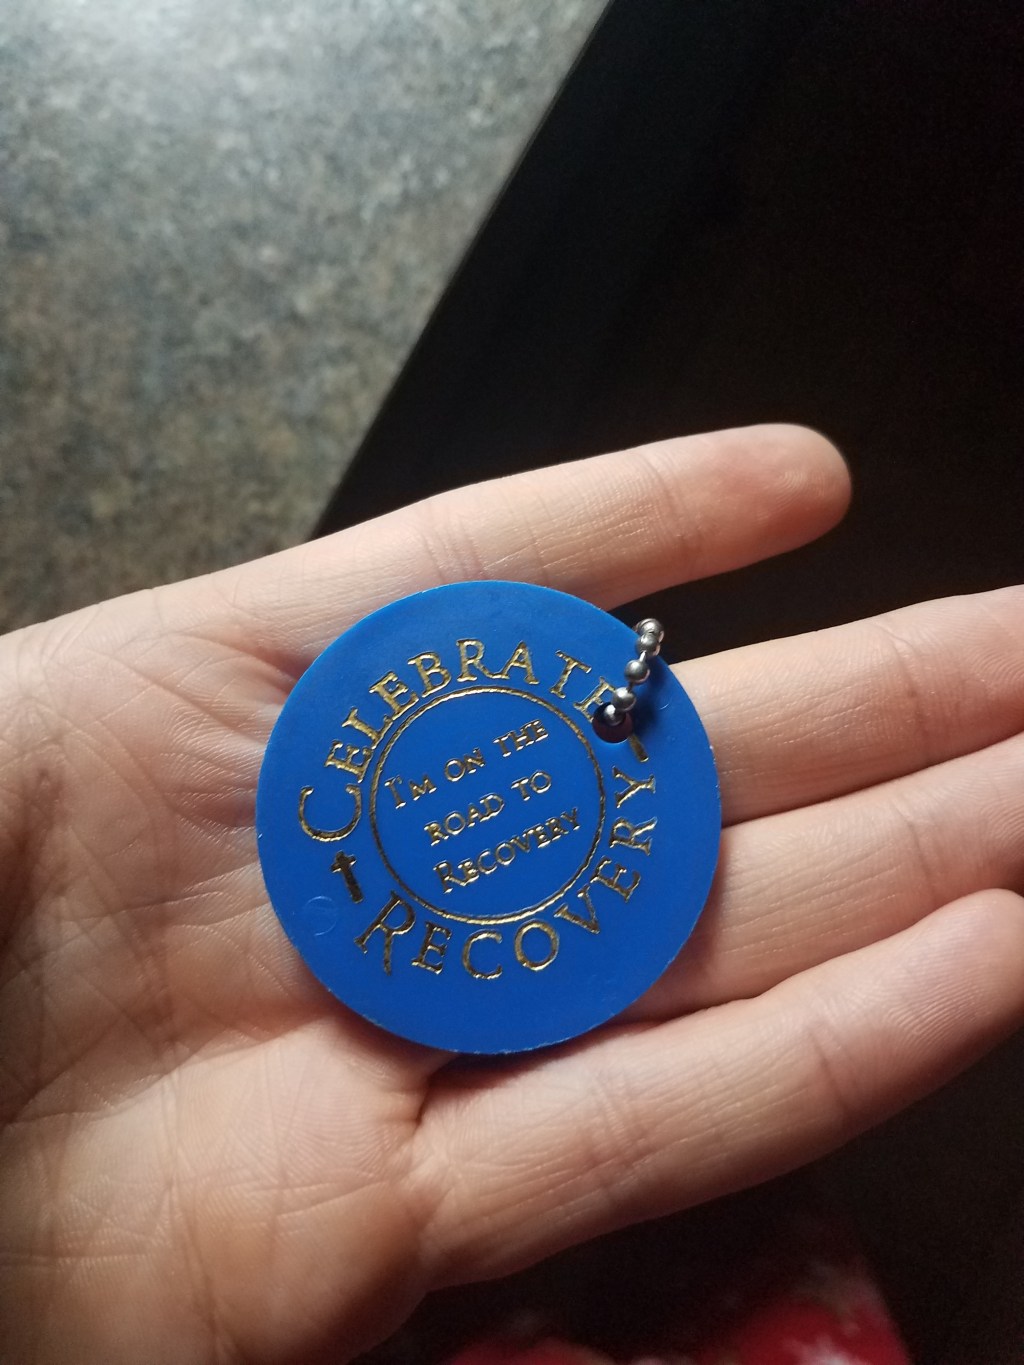 CELEBRATE
RECOVERY
I'M ON THE
ROAD TO
RECOVERY